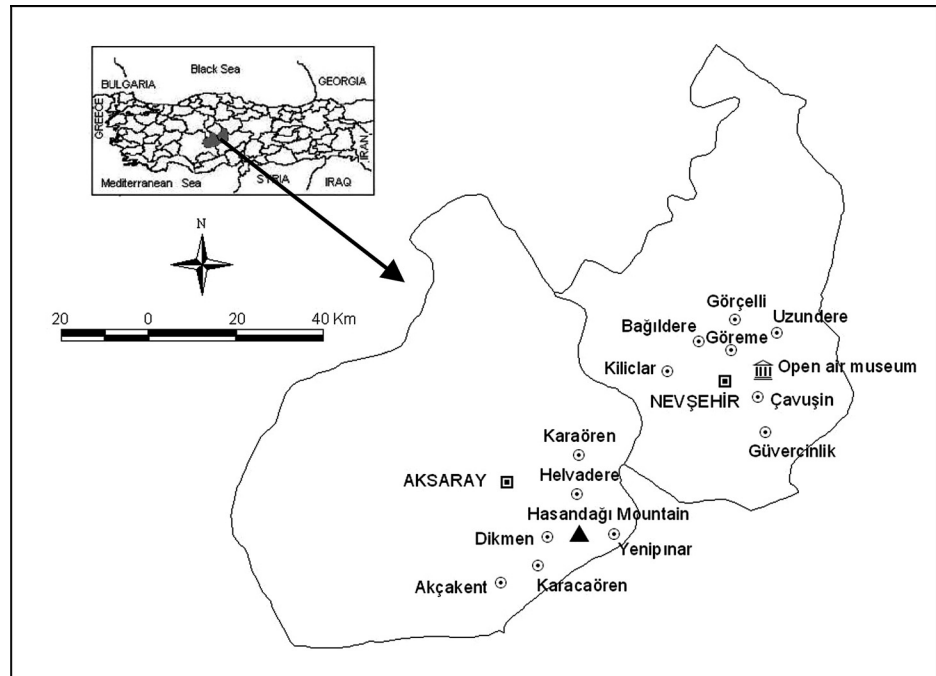 Black Sea
BULGARIA
GEORGIA
GREECE
IRAN
Mediterranean Sea
SYRIA
IRAQ
N
20 0 20 40 Km
Görçelli
Uzundere
Bağıldere
Göreme
Kiliclar
Open air museum
NEVŞEHİR
Çavuşin
Güvercinlik
Karaören
AKSARAY
Helvadere
Hasandağı Mountain
Dikmen
Yenipınar
Akçakent
Karacaören